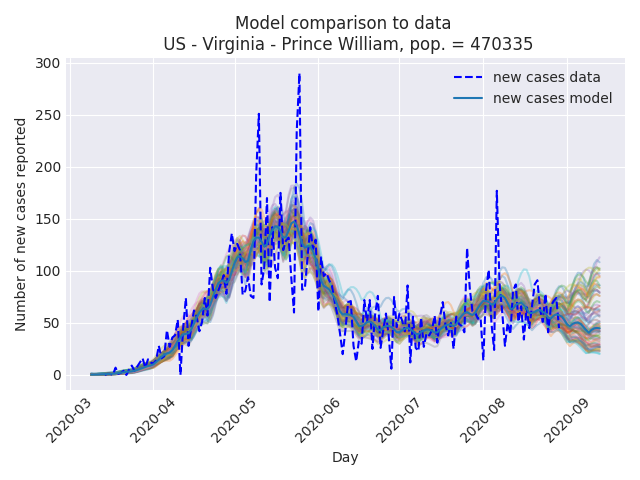 Model comparison to data
US - Virginia - Prince William, pop. = 470335
300
250
200
150
100
50
0
Number of new cases reported
new cases data
new cases model
2020-03
2020-04
2020-05
2020-06
2020-07
2020-08
2020-09
Day